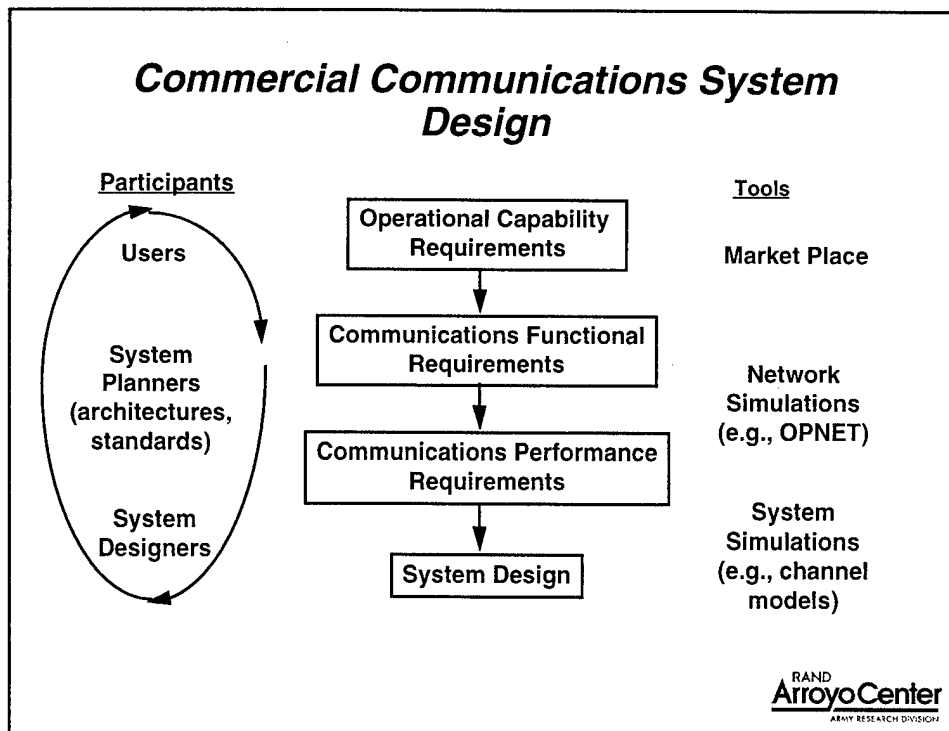 Commercial Communications System
Design
Participants
Users
System
Planners
(architectures,
standards)
System
Designers
Operational Capability
Requirements
Communications Functional
Requirements
Communications Performance
Requirements
System Design
Tools
Market Place
Network
Simulations
(e.g., OPNET)
System
Simulations
(e.g., channel
models)
RAND
ArroyoCenter
ARMY RESEARCH DIVISION